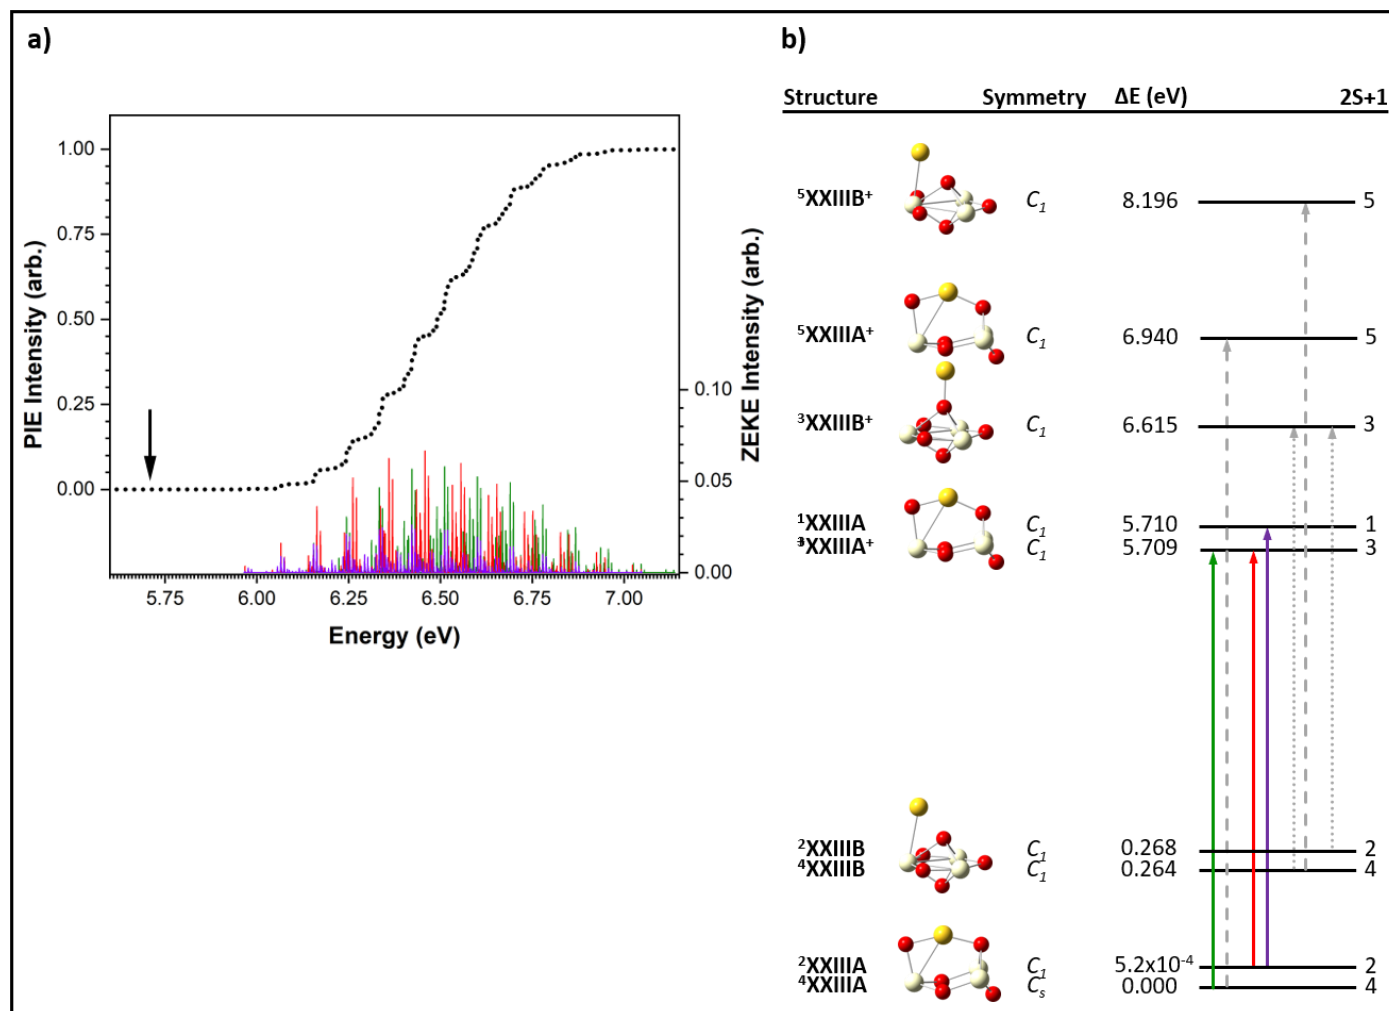 a)
PIE Intensity (arb.)
1.00
0.75
0.50
0.25
0.00
ZEKE Intensity (arb.)
0.10
0.05
0.00
5.75 6.00 6.25 6.50 6.75 7.00
Energy (eV)
b)
Structure Symmetry ΔE (eV) 2S+1
⁵XXIIIB⁺ C₁ 8.196 5
⁵XXIIIA⁺ C₁ 6.940 5
³XXIIIB⁺ C₁ 6.615 3
¹XXIIIA C₁ 5.710 1
³XXIIIA⁺ C₁ 5.709 3
²XXIIIB C₁ 0.268 2
⁴XXIIIB C₁ 0.264 4
²XXIIIA C₁ 5.2x10⁻⁴ 2
⁴XXIIIA Cₛ 0.000 4